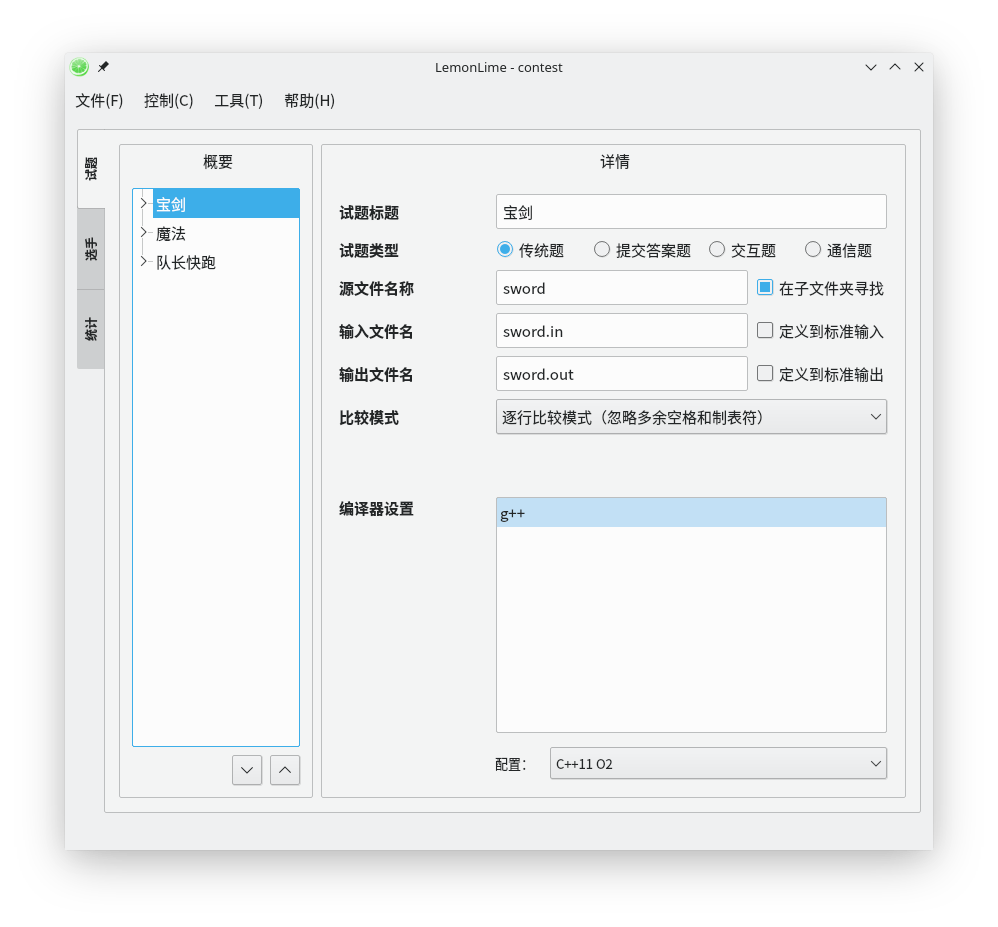 LemonLime - contest
文件(F) 控制(C) 工具(T) 帮助(H)
试题
选手
统计
概要
宝剑
魔法
队长快跑
详情
试题标题 宝剑
试题类型 传统题 提交答案题 交互题 通信题
源文件名称 sword 在子文件夹寻找
输入文件名 sword.in 定义到标准输入
输出文件名 sword.out 定义到标准输出
比较模式 逐行比较模式（忽略多余空格和制表符）
编译器设置 g++
配置： C++11 O2